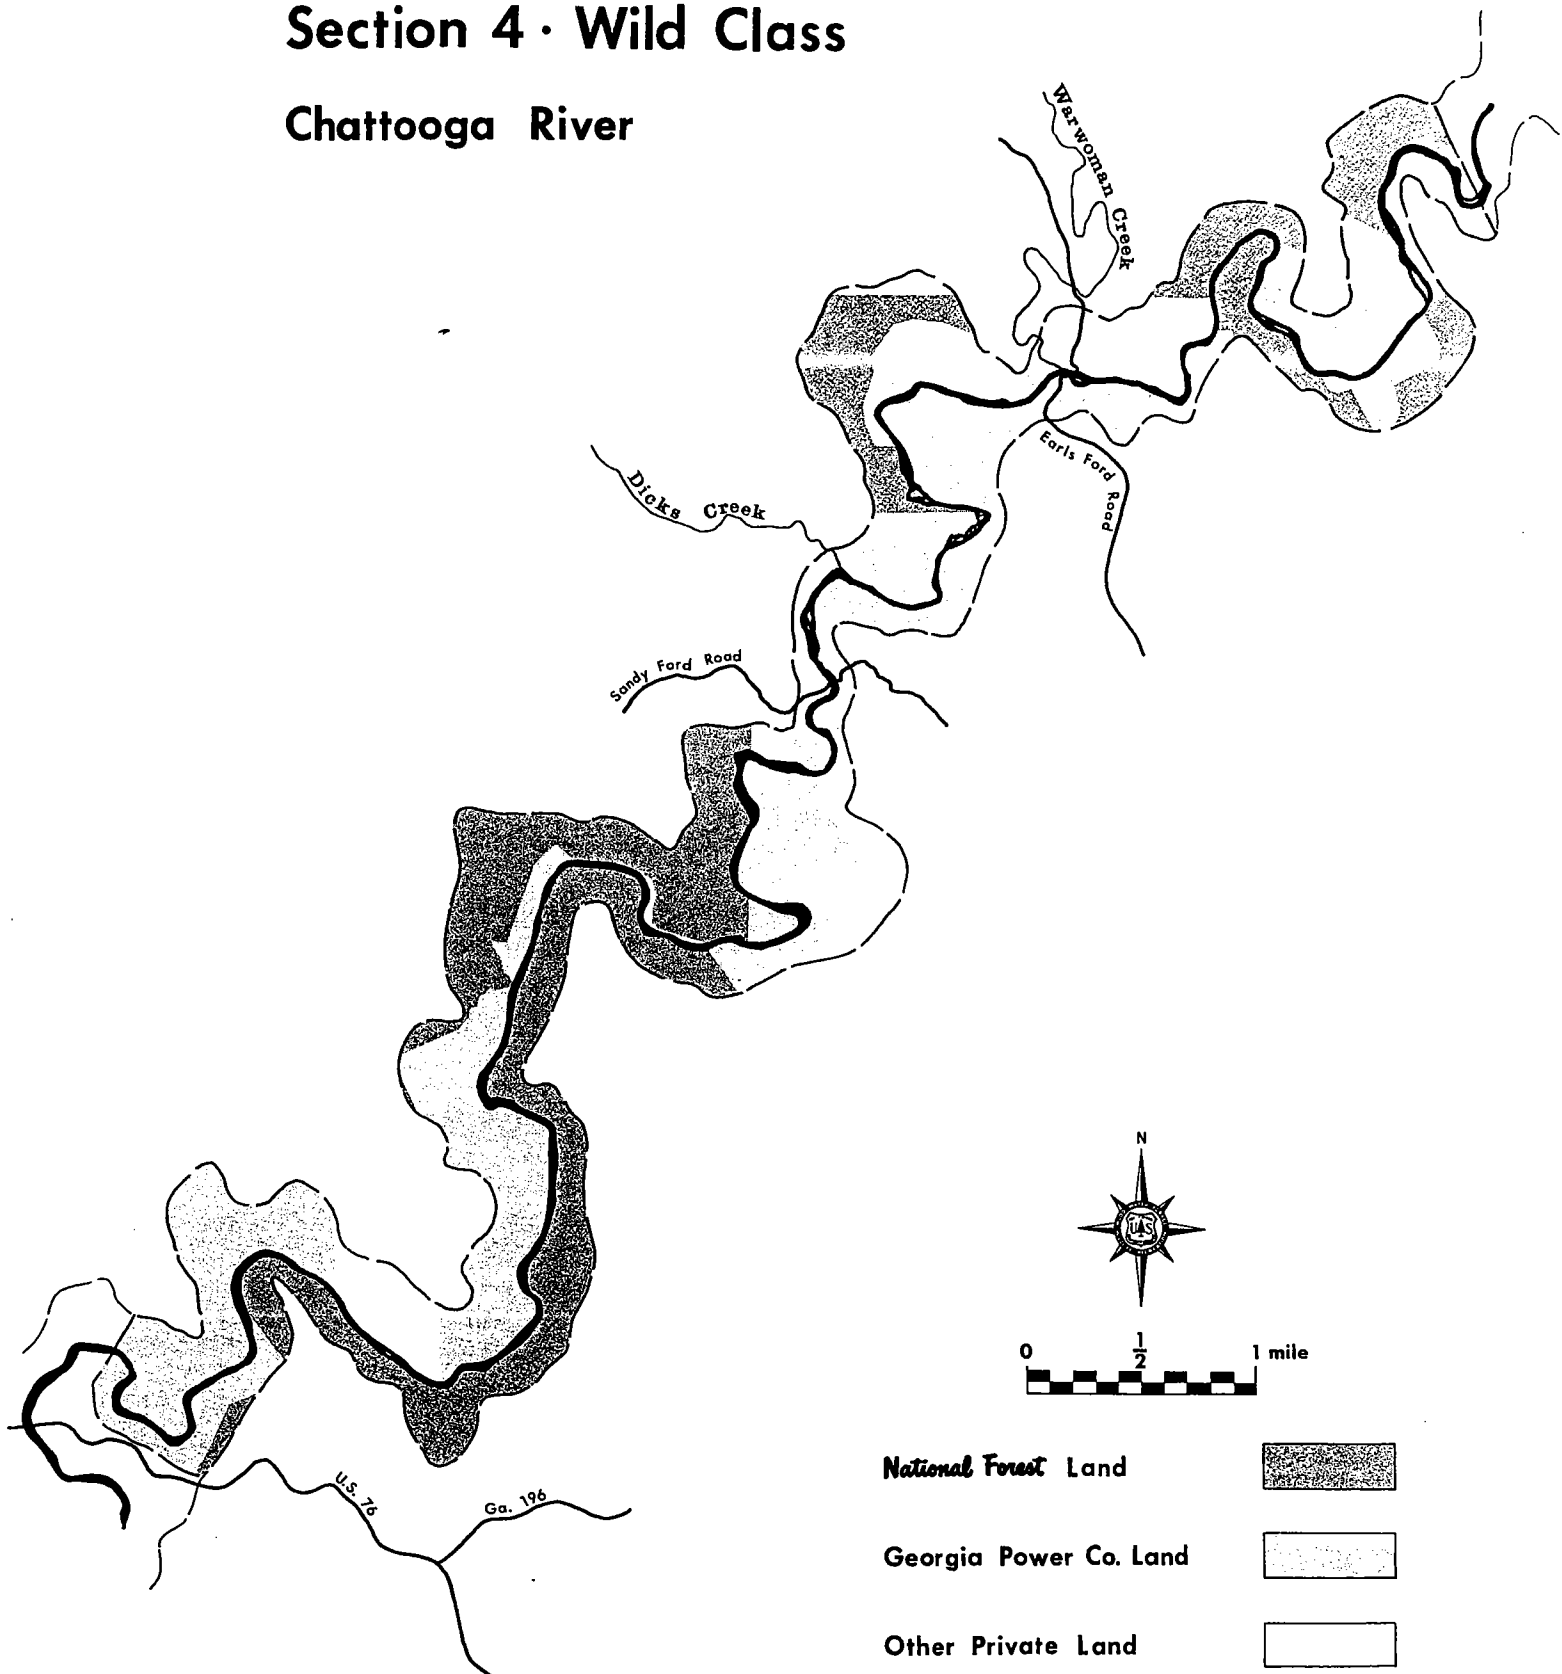 Section 4 · Wild Class
Chattooga River
Warwoman Creek
Earls Ford Road
Dicks Creek
Sandy Ford Road
N
US
0 1/2 1 mile
U.S. 76
Ga. 196
National Forest Land
Georgia Power Co. Land
Other Private Land